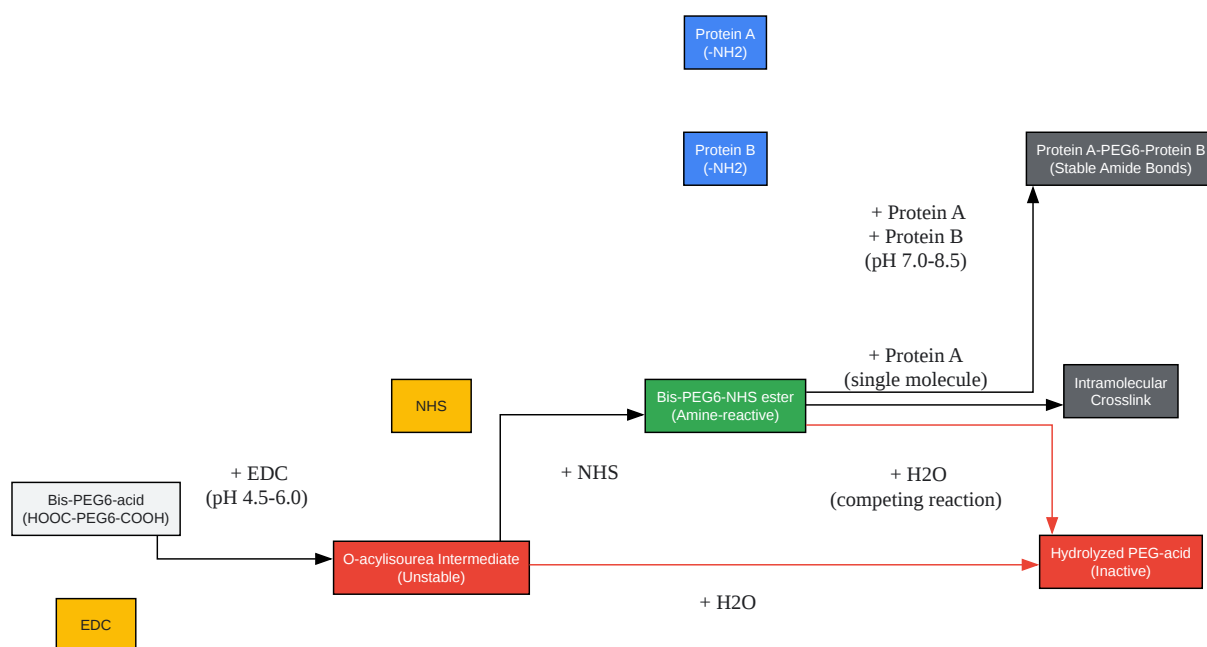 Protein A
(-NH2)
Protein B
(-NH2)
Protein A-PEG6-Protein B
(Stable Amide Bonds)
+ Protein A
+ Protein B
(pH 7.0-8.5)
+ Protein A
(single molecule)
Intramolecular
Crosslink
NHS
Bis-PEG6-NHS ester
(Amine-reactive)
+ EDC
(pH 4.5-6.0)
+ NHS
+ H2O
(competing reaction)
Bis-PEG6-acid
(HOOC-PEG6-COOH)
O-acylisourea Intermediate
(Unstable)
Hydrolyzed PEG-acid
(Inactive)
+ H2O
EDC